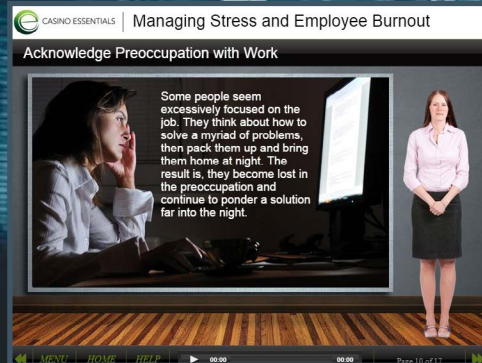 CASINO ESSENTIALS
Managing Stress and Employee Burnout
Acknowledge Preoccupation with Work
Some people seem
excessively focused on the
job. They think about how to
solve a myriad of problems,
then pack them up and bring
them home at night. The
result is, they become lost in
the preoccupation and
continue to ponder a solution
far into the night.
MENU HOME HELP 00:00 00:00 Page 10 of 17